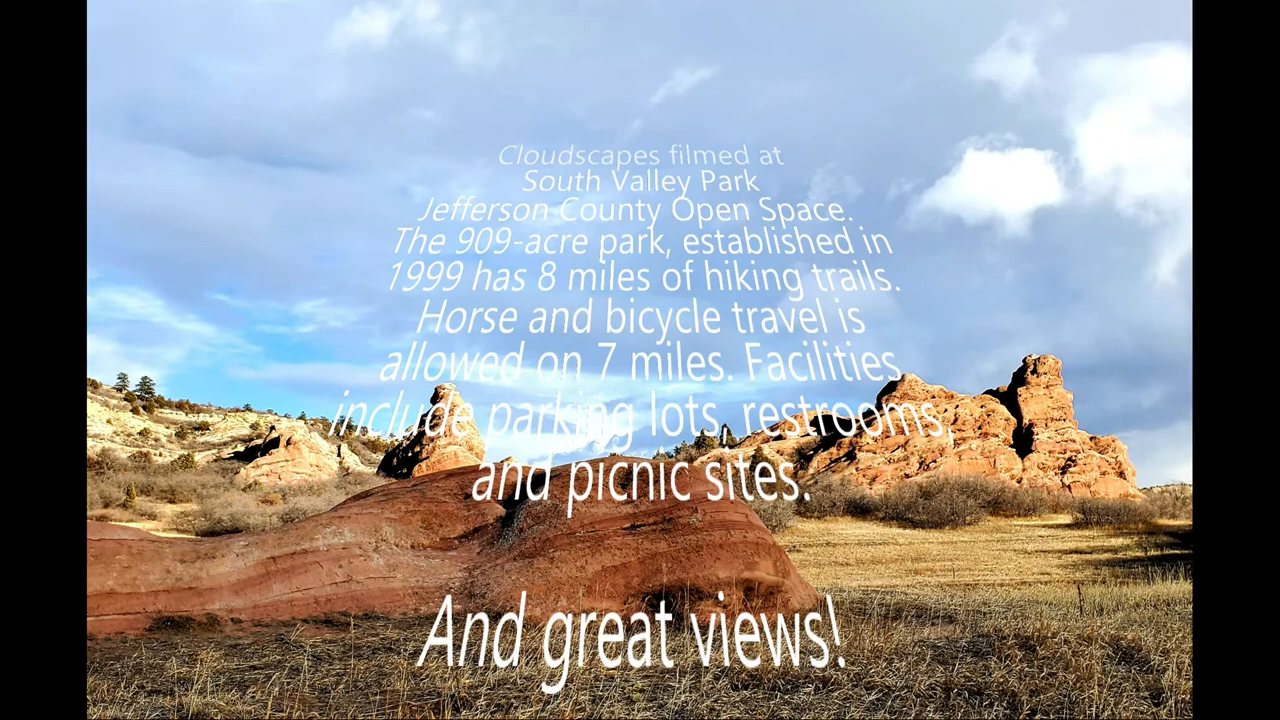 Cloudscapes filmed at
South Valley Park
Jefferson County Open Space.
The 909-acre park, established in
1999 has 8 miles of hiking trails.
Horse and bicycle travel is
allowed on 7 miles. Facilities
include parking lots, restrooms,
and picnic sites.
And great views!